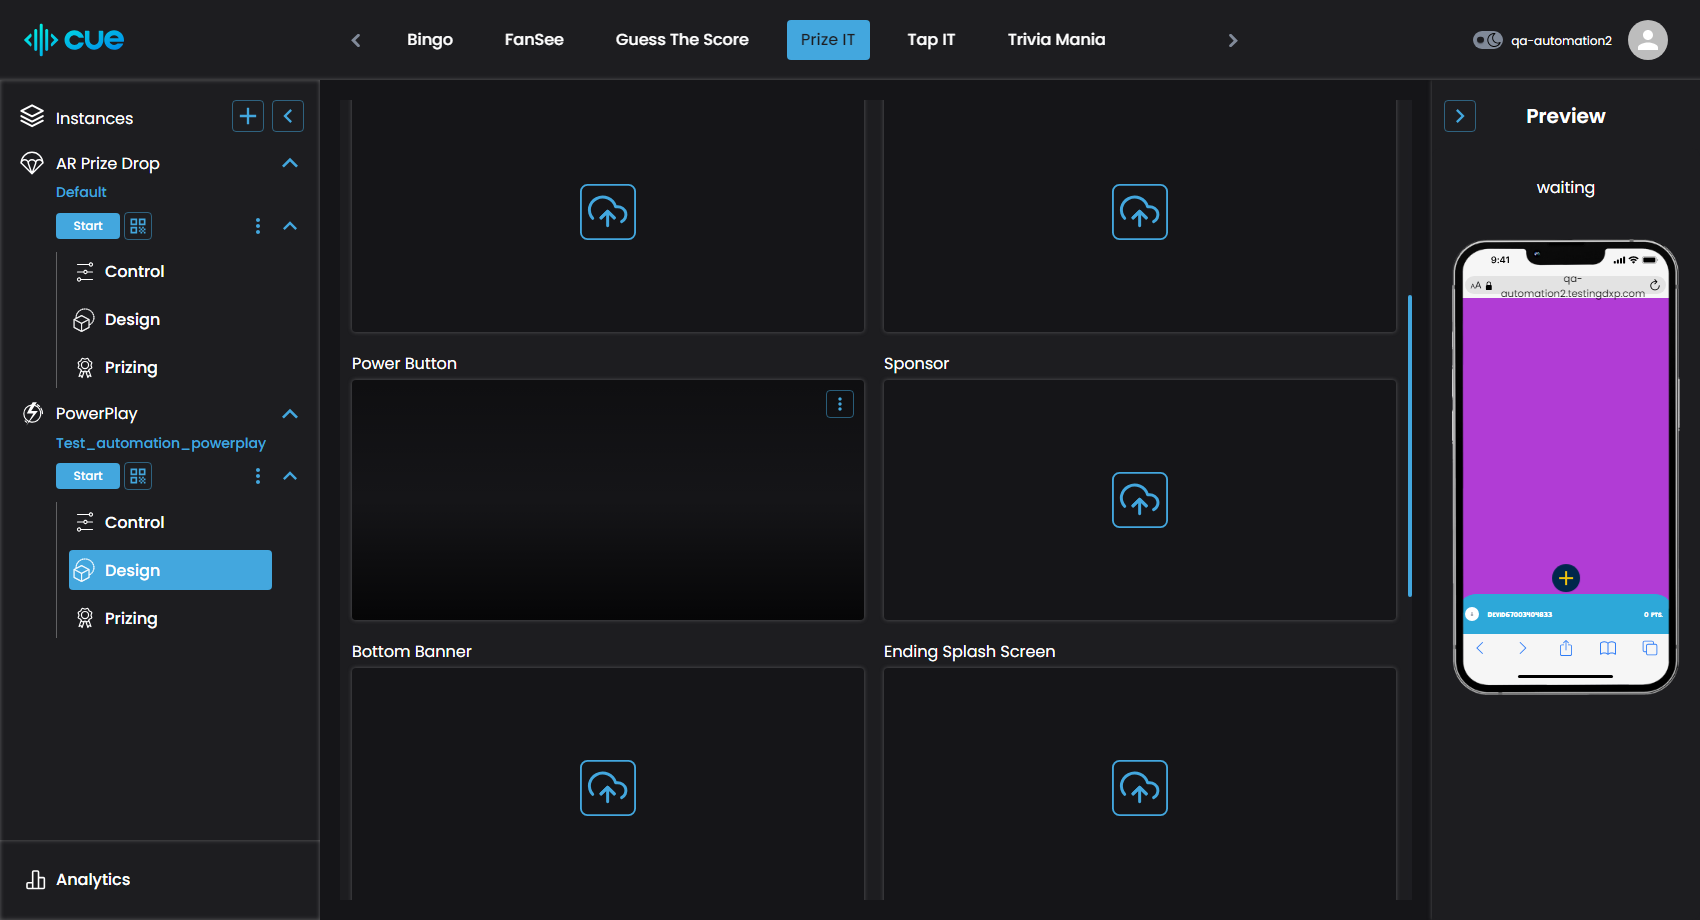 cue
Bingo
FanSee
Guess The Score
Prize IT
Tap IT
Trivia Mania
qa-automation2
Instances
AR Prize Drop
Default
Start
Control
Design
Prizing
PowerPlay
Test_automation_powerplay
Start
Control
Design
Prizing
Analytics
Power Button
Sponsor
Bottom Banner
Ending Splash Screen
Preview
waiting
9:41
AA
qa-
automation2.testingdxp.com
0 PTS.